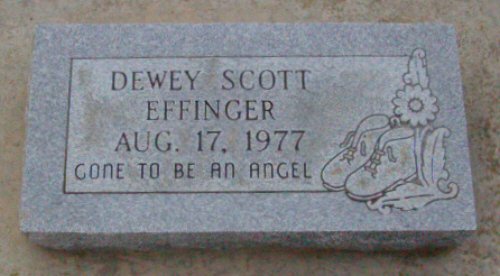 DEWEY SCOTT
EFFINGER
AUG. 17, 1977
GONE TO BE AN ANGEL